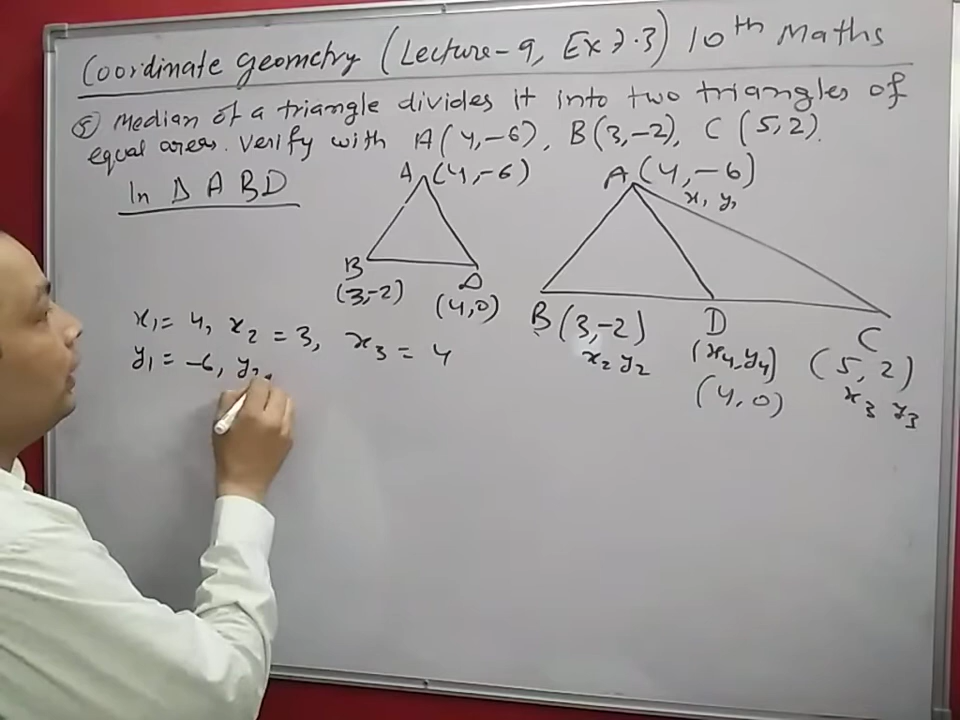 Coordinate Geometry (Lecture-9, Ex 7.3) 10th Maths
⑤ Median of a triangle divides it into two triangles of
equal areas. Verify with A(4,-6), B(3,-2), C (5,2).
In Δ ABD
A (4,-6)
B
(3,-2)
D
(4,0)
x₁ = 4, x₂ = 3, x₃ = 4
y₁ = -6, y₂
A (4,-6)
x₁ y₁
B (3,-2)
x₂ y₂
D
(x₄, y₄)
(4,0)
C
(5,2)
x₃ y₃